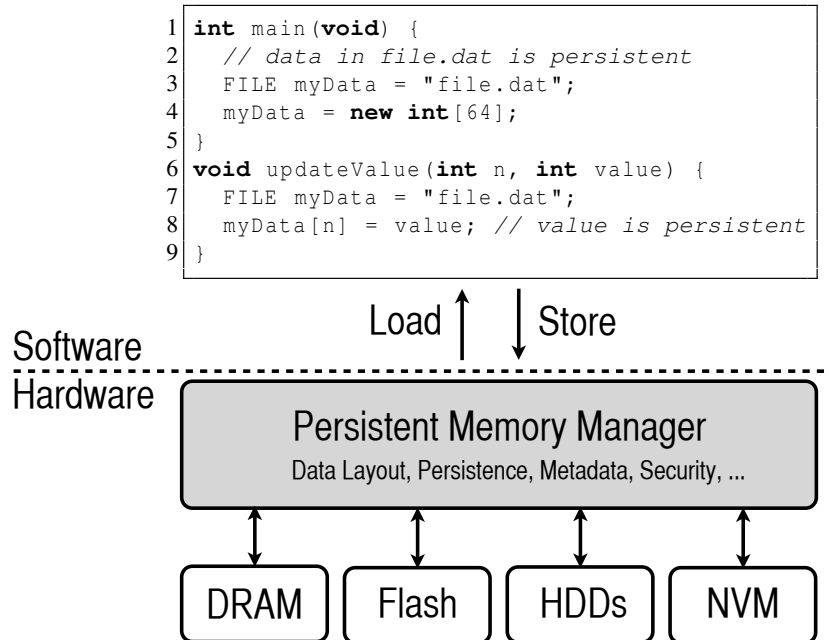 1 int main(void) {
2 // data in file.dat is persistent
3 FILE myData = "file.dat";
4 myData = new int[64];
5 }
6 void updateValue(int n, int value) {
7 FILE myData = "file.dat";
8 myData[n] = value; // value is persistent
9 }
Load Store
Software
Hardware
Persistent Memory Manager
Data Layout, Persistence, Metadata, Security, ...
DRAM Flash HDDs NVM